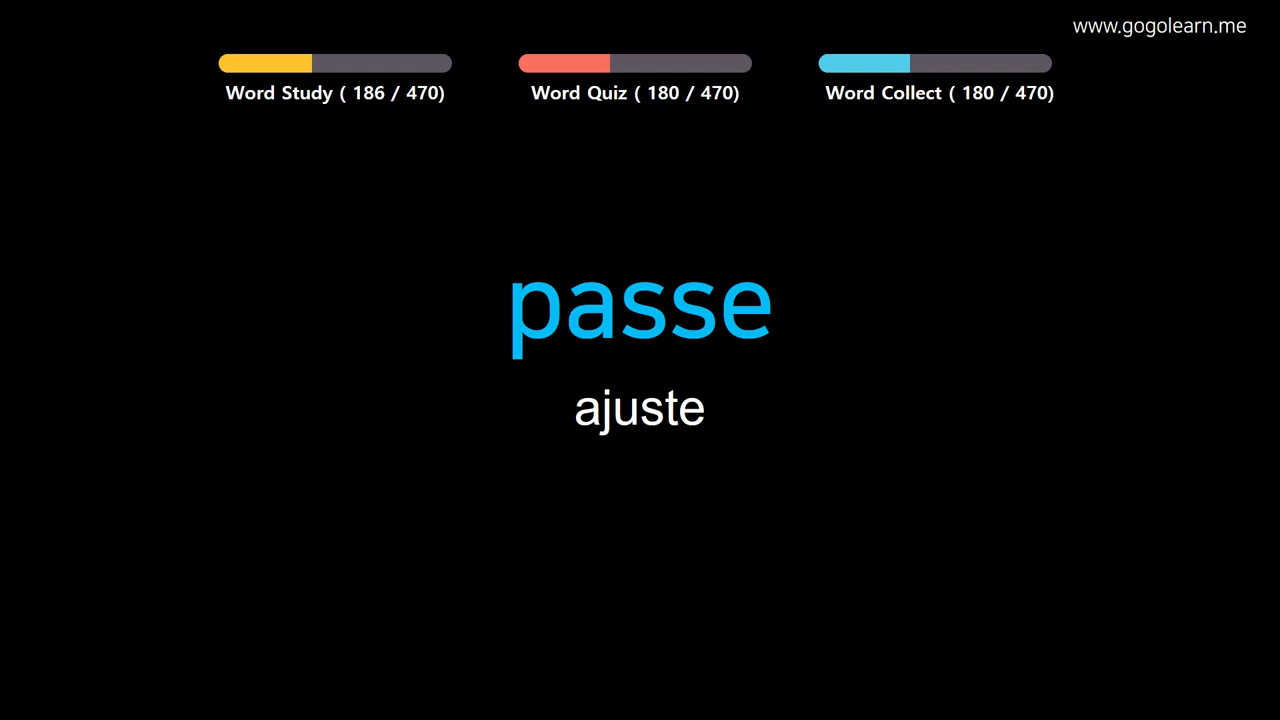 www.gogolearn.me
Word Study ( 186 / 470)
Word Quiz ( 180 / 470)
Word Collect ( 180 / 470)
passe
ajuste